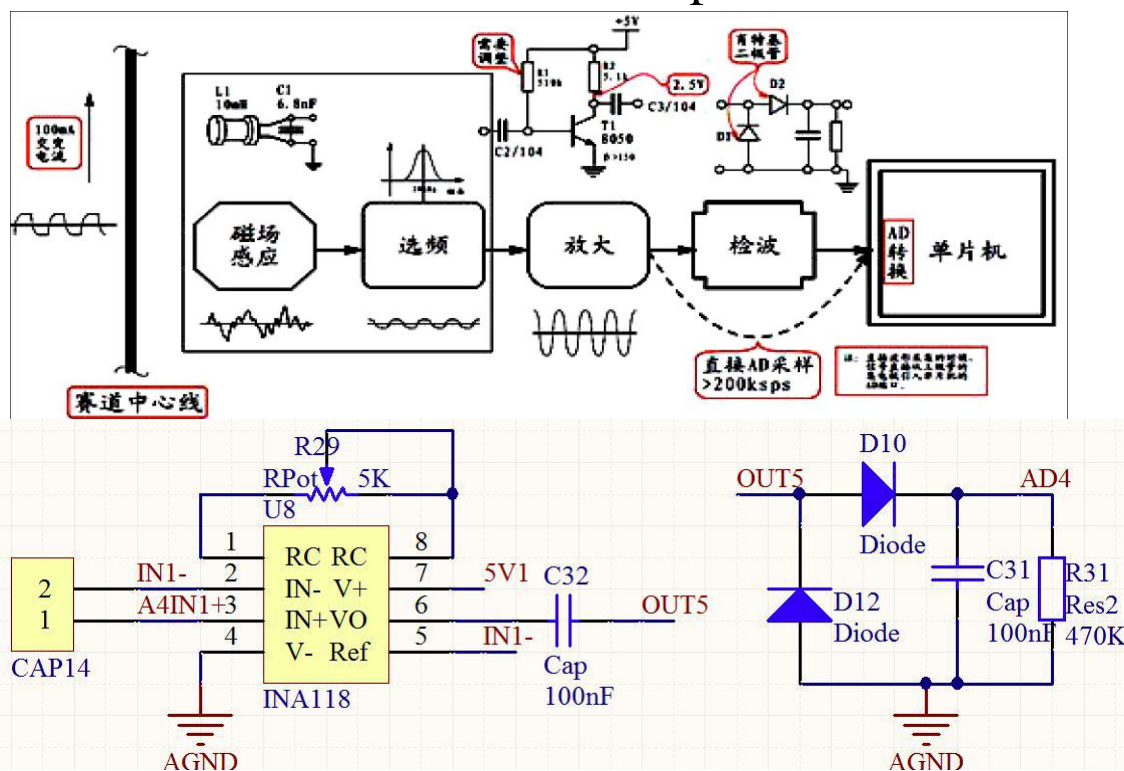 +5V
需要
调整
R1
510k
R2
5.1k
2.5V
肖特基
二极管
D2
D1
L1
10mH
C1
6.8nF
C3/104
T1
8050
β>150
C2/104
100mA
交变
电流
磁场
感应
选频
放大
检波
AD
转换
单片机
直接AD采样
>200ksps
赛道中心线
R29
RPot
5K
U8
1
RC RC
8
2
IN1-
2
IN- V+
7
5V1
C32
1
A4IN1+
3
IN+ VO
6
OUT5
4
V- Ref
5
IN1-
Cap
100nF
CAP14
INA118
AGND
D10
OUT5
AD4
Diode
D12
Diode
C31
Cap
100nF
R31
Res2
470K
AGND